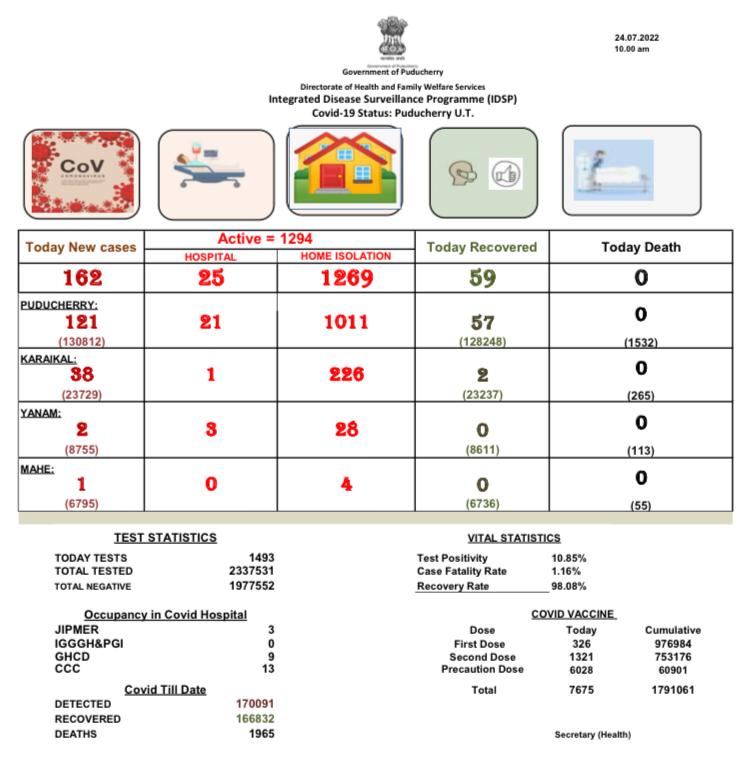 24.07.2022
10.00 am
Government of Puducherry
Directorate of Health and Family Welfare Services
Integrated Disease Surveillance Programme (IDSP)
Covid-19 Status: Puducherry U.T.
CoV
CORONAVIRUS
Today New cases
Active = 1294
HOSPITAL HOME ISOLATION
Today Recovered
Today Death
162 25 1269 59 0
PUDUCHERRY:
121 21 1011 57 0
(130812) (128248) (1532)
KARAIKAL:
38 1 226 2 0
(23729) (23237) (265)
YANAM:
2 3 28 0 0
(8755) (8611) (113)
MAHE:
1 0 4 0 0
(6795) (6736) (55)
TEST STATISTICS
TODAY TESTS 1493
TOTAL TESTED 2337531
TOTAL NEGATIVE 1977552
VITAL STATISTICS
Test Positivity 10.85%
Case Fatality Rate 1.16%
Recovery Rate 98.08%
Occupancy in Covid Hospital
JIPMER 3
IGGGH&PGI 0
GHCD 9
CCC 13
COVID VACCINE
Dose Today Cumulative
First Dose 326 976984
Second Dose 1321 753176
Precaution Dose 6028 60901
Total 7675 1791061
Covid Till Date
DETECTED 170091
RECOVERED 166832
DEATHS 1965
Secretary (Health)